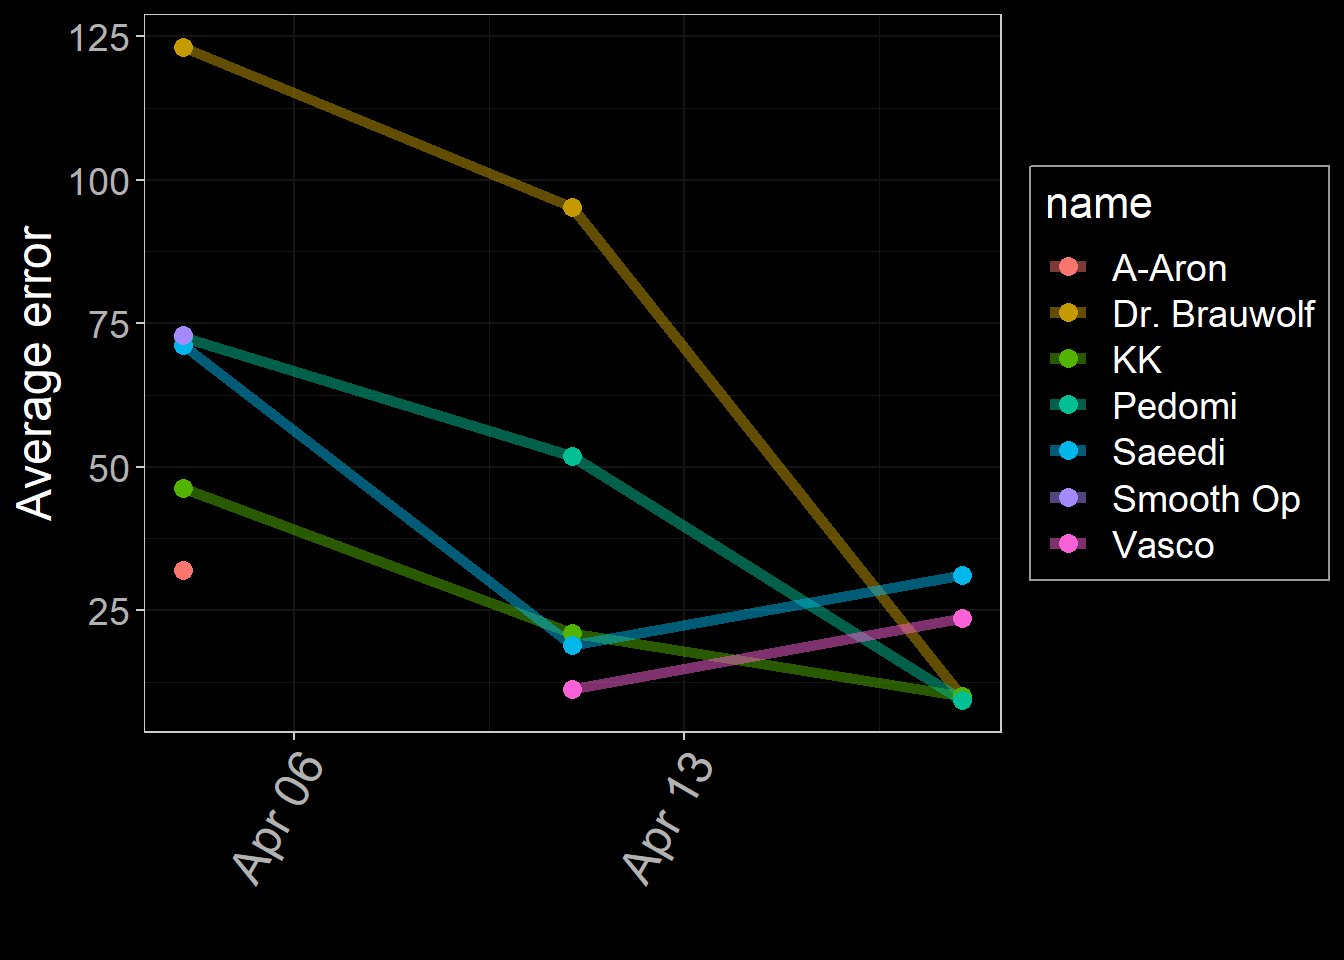 125
100
75
50
25
Average error
Apr 06
Apr 13
name
A-Aron
Dr. Brauwolf
KK
Pedomi
Saeedi
Smooth Op
Vasco